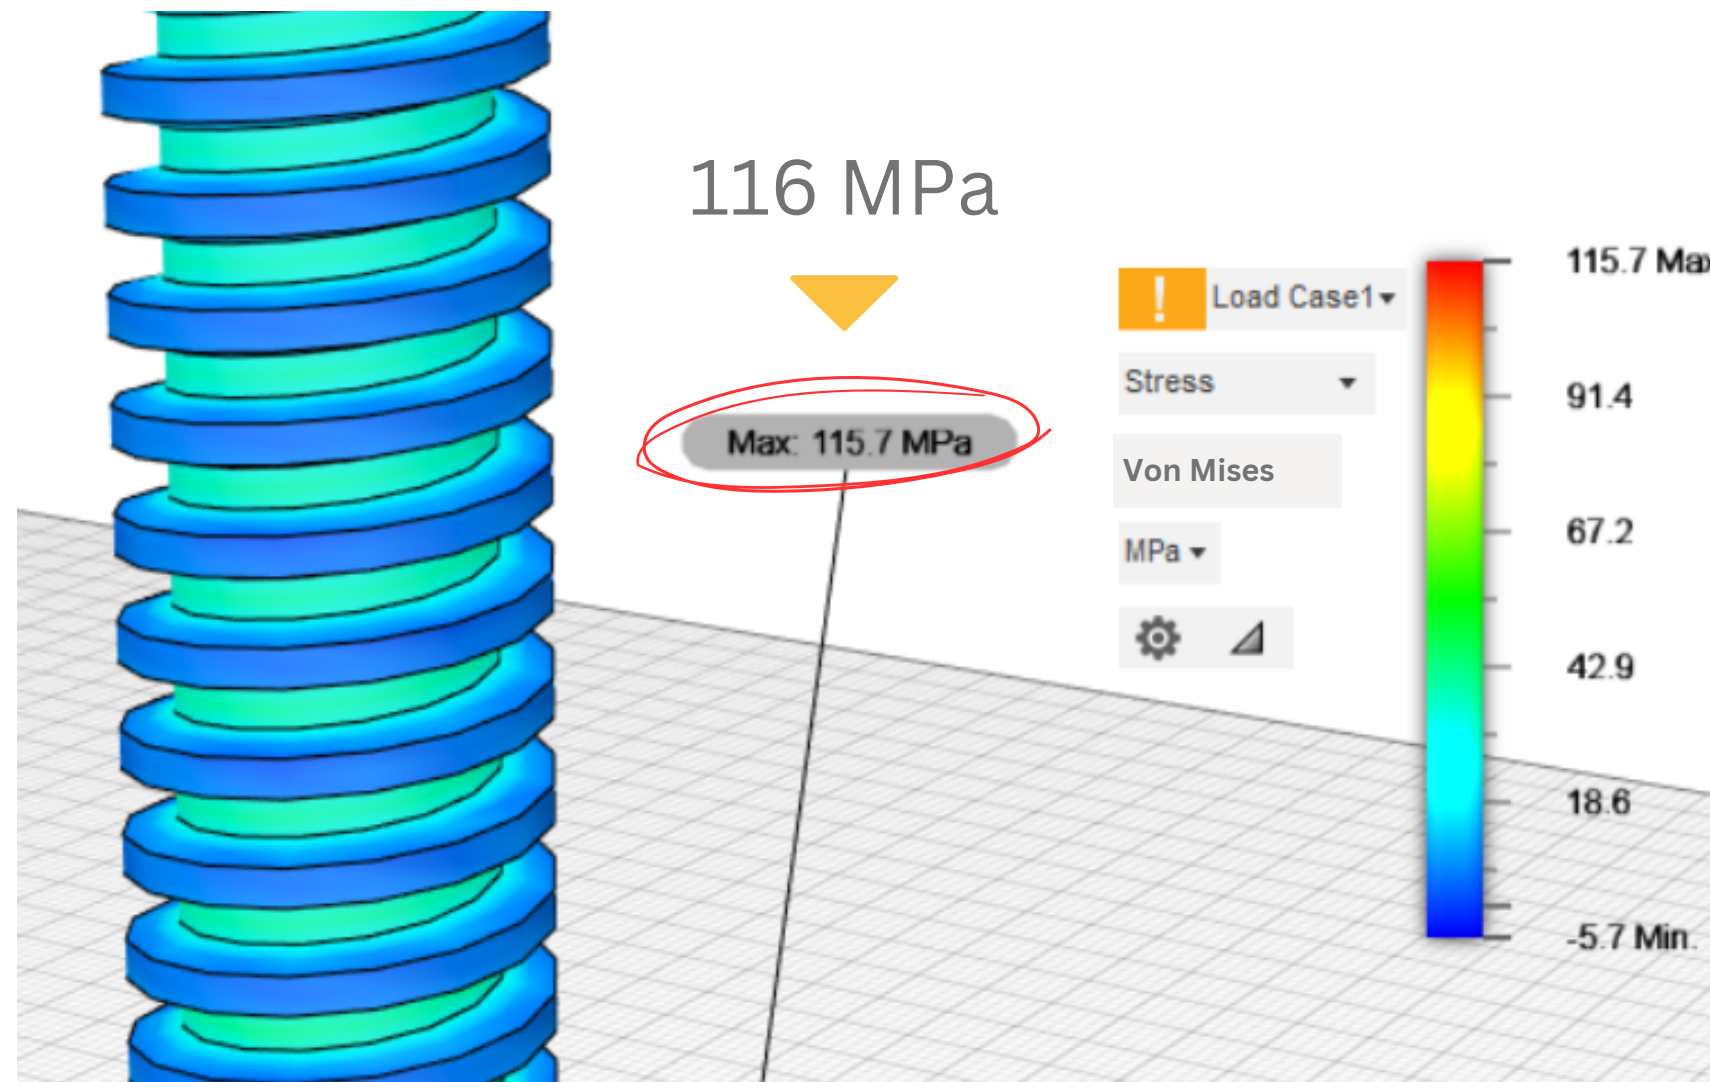 116 MPa
Max: 115.7 MPa
! Load Case1
Stress
Von Mises
MPa
115.7 Max
91.4
67.2
42.9
18.6
-5.7 Min.